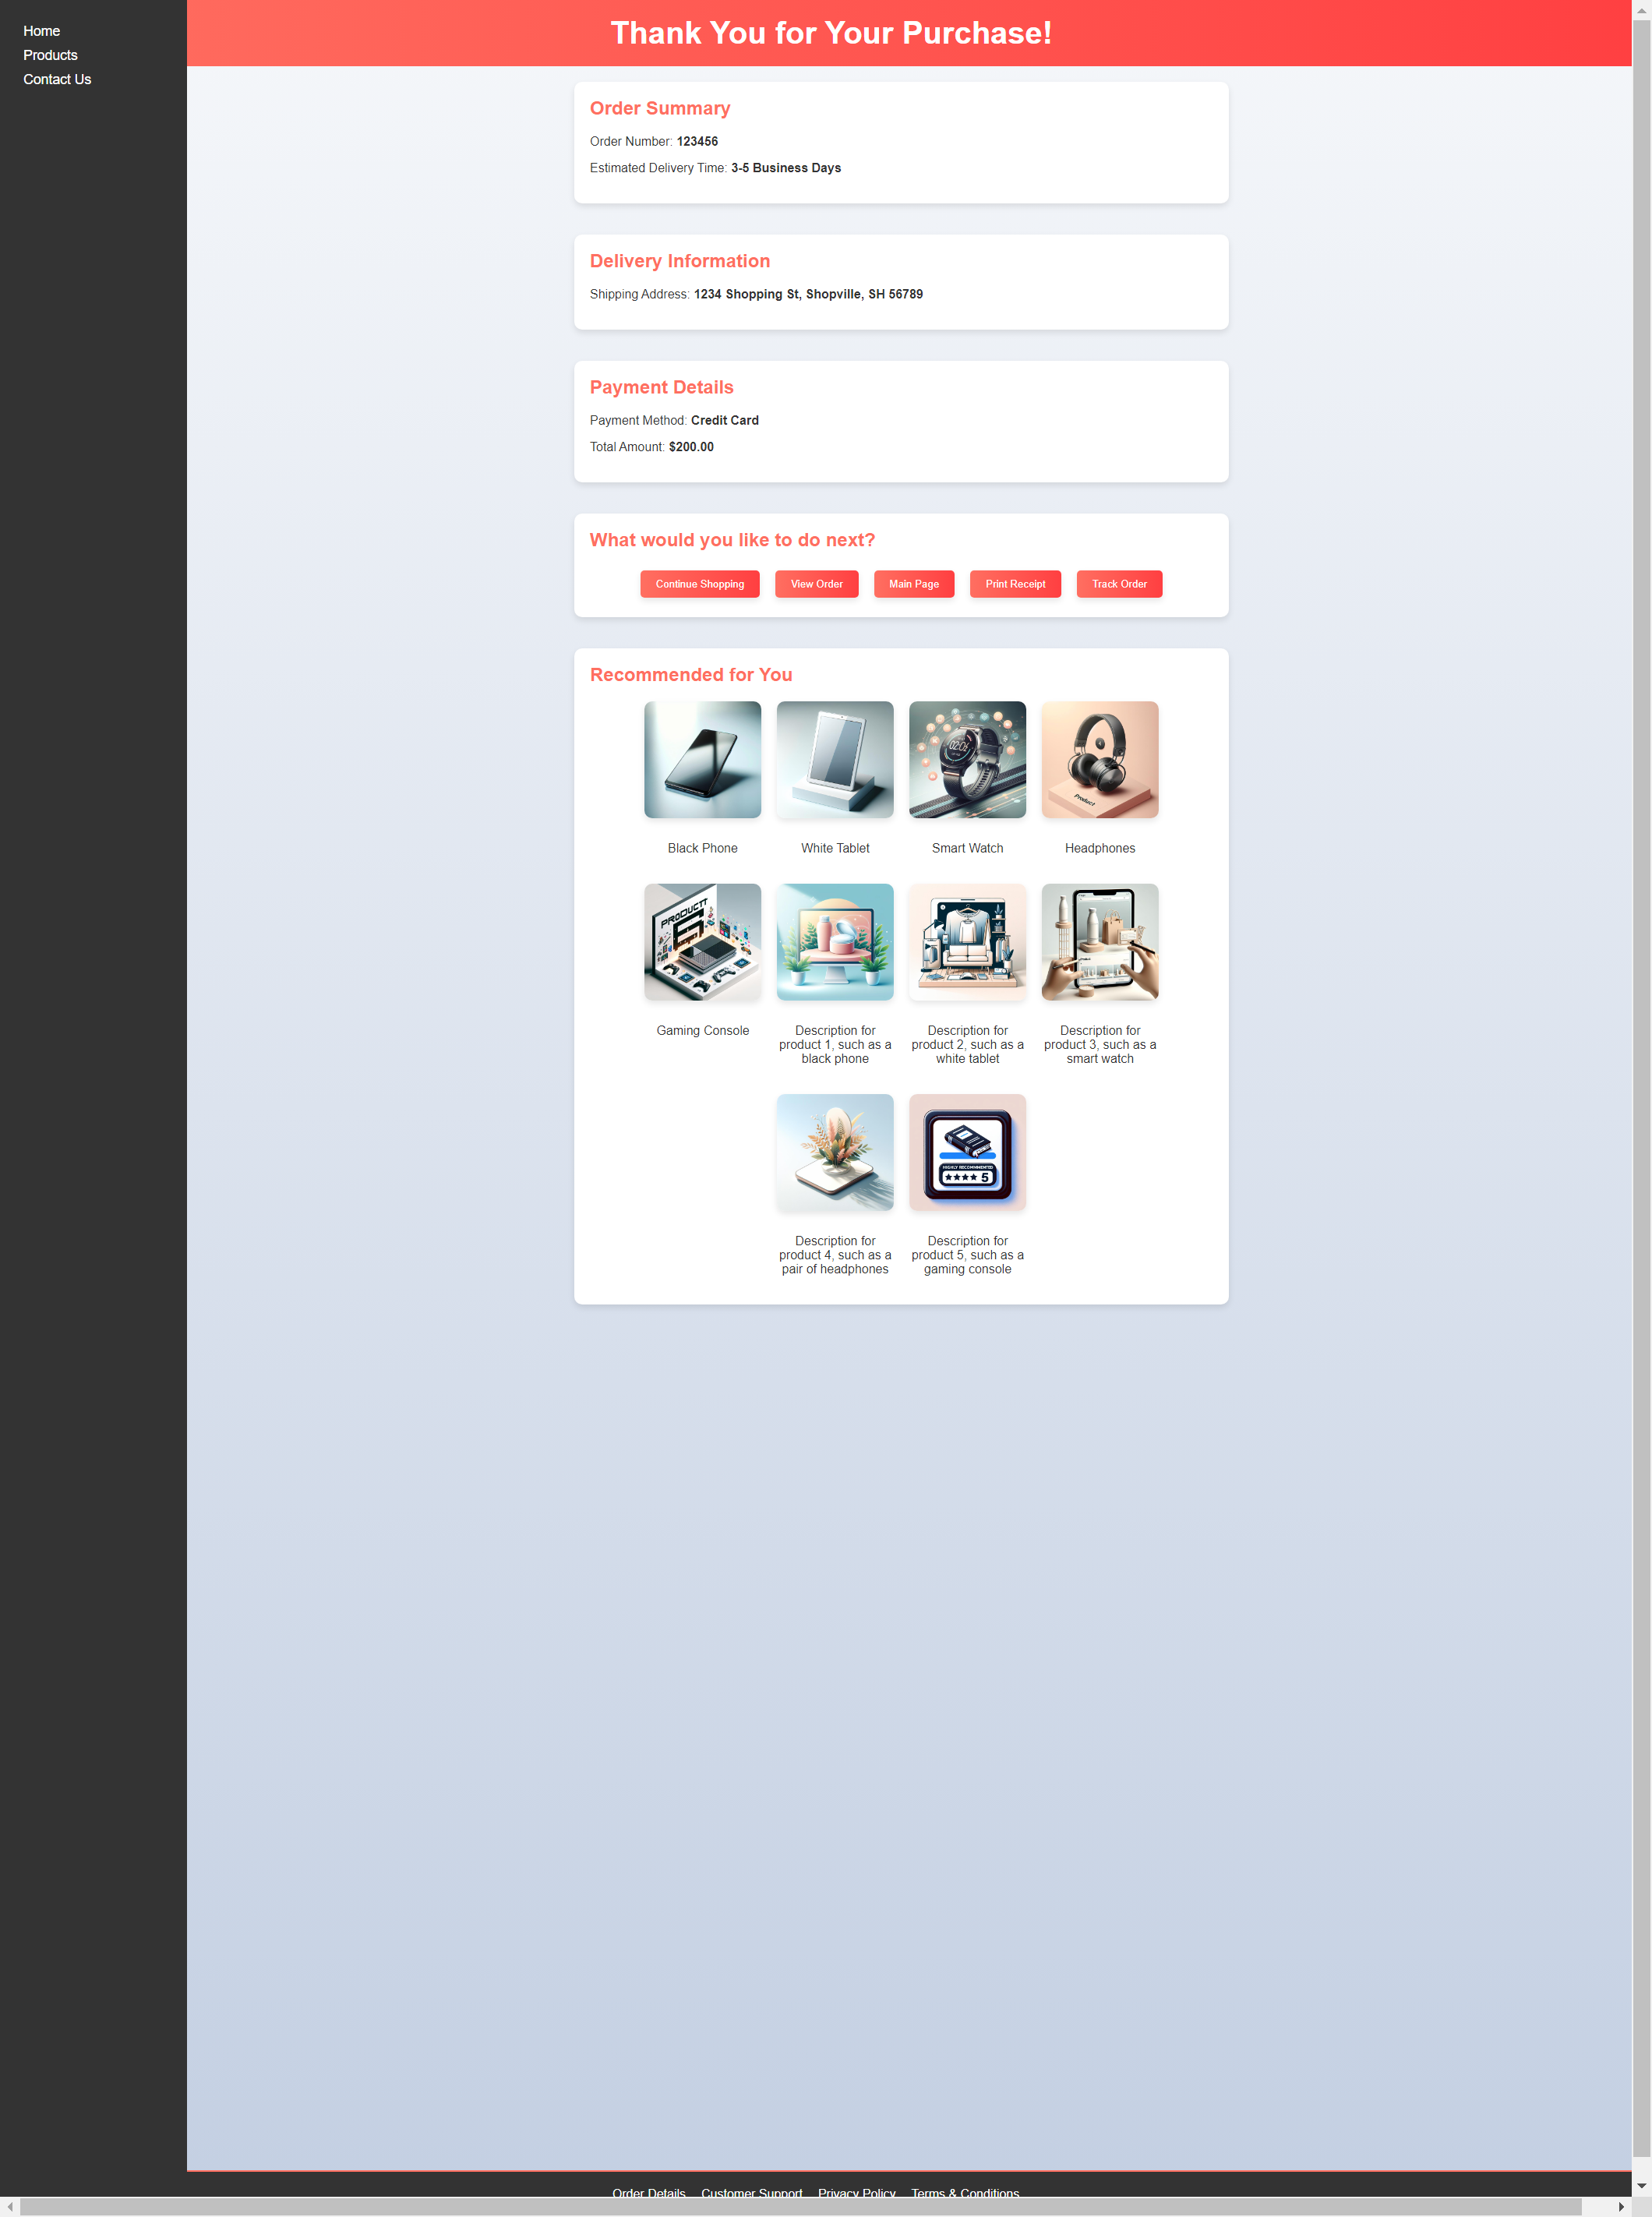 Home
Products
Contact Us
Thank You for Your Purchase!
Order Summary
Order Number: 123456
Estimated Delivery Time: 3-5 Business Days
Delivery Information
Shipping Address: 1234 Shopping St, Shopville, SH 56789
Payment Details
Payment Method: Credit Card
Total Amount: $200.00
What would you like to do next?
Continue Shopping View Order Main Page Print Receipt Track Order
Recommended for You
Product
Black Phone White Tablet Smart Watch Headphones
PRODUCTT
Gaming Console
Description for
product 1, such as a
black phone
Description for
product 2, such as a
white tablet
Description for
product 3, such as a
smart watch
HIGHLY RECOMMENTED
5
Description for
product 4, such as a
pair of headphones
Description for
product 5, such as a
gaming console
Order Details Customer Support Privacy Policy Terms & Conditions